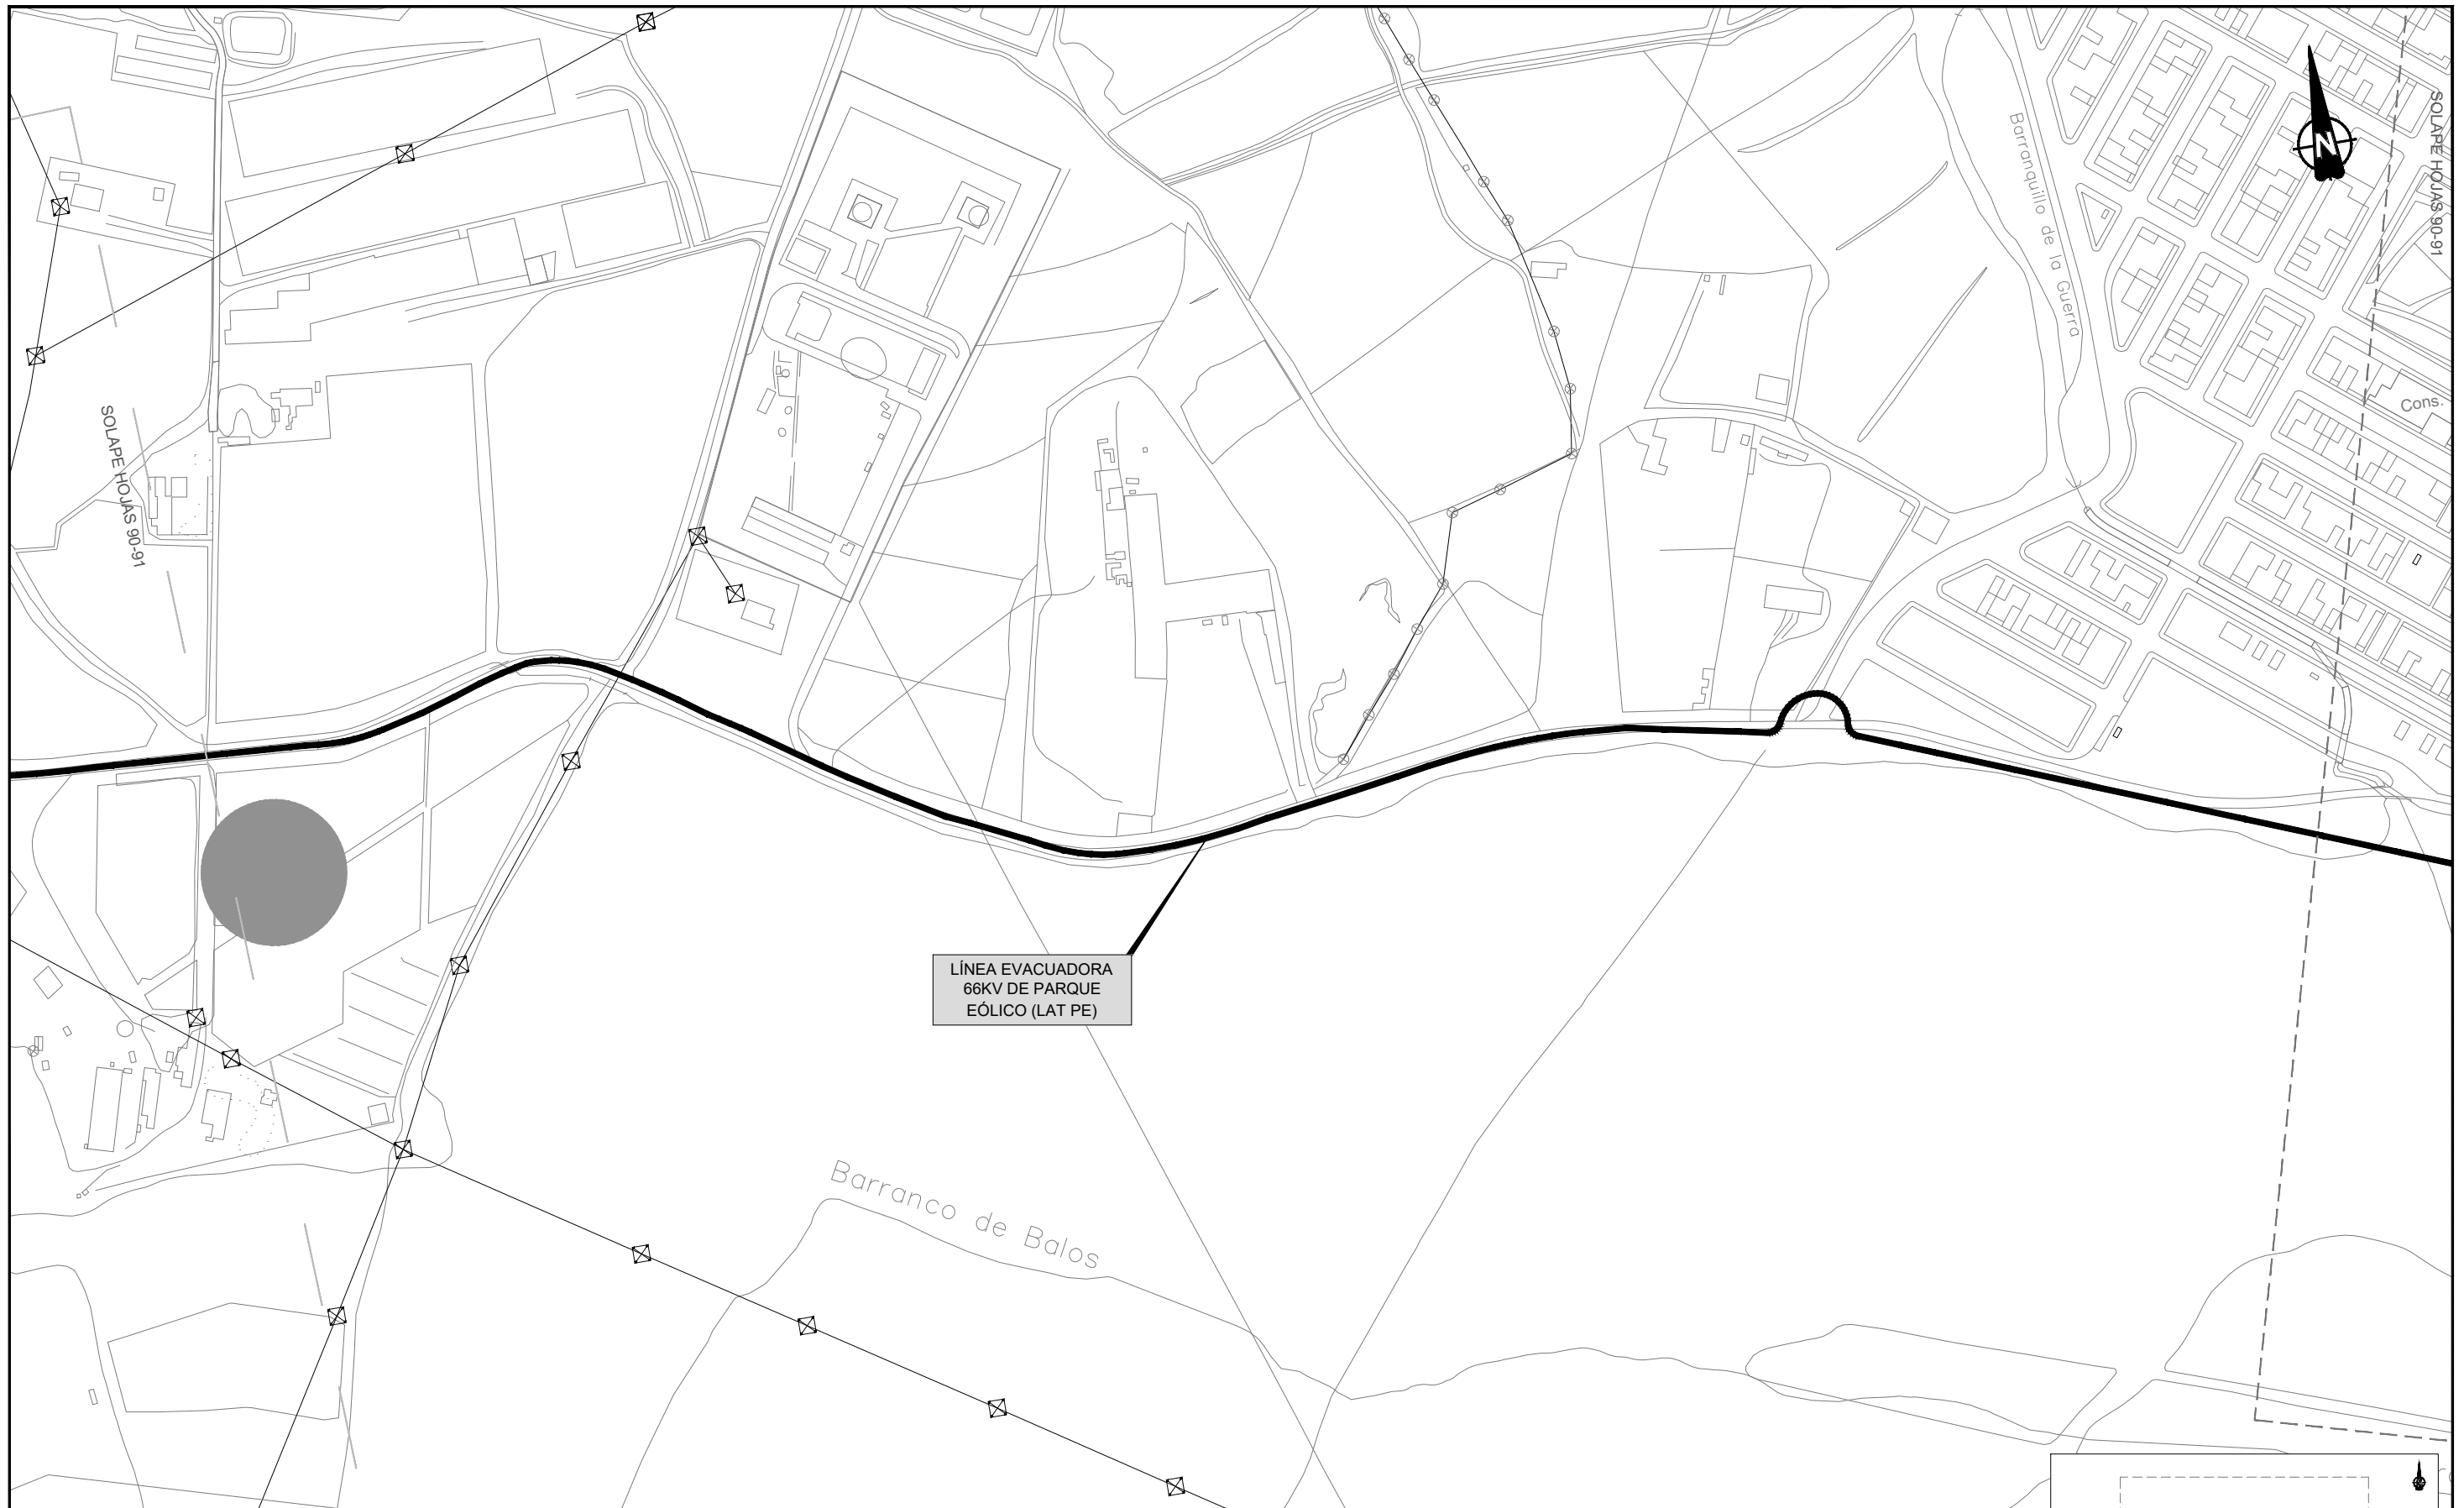 SOLAPE HOJAS 90-91
Barranquillo de la Guerra
N
Cons.
SOLAPE HOJAS 90-91
LÍNEA EVACUADORA
66KV DE PARQUE
EÓLICO (LAT PE)
Barranco de Balos